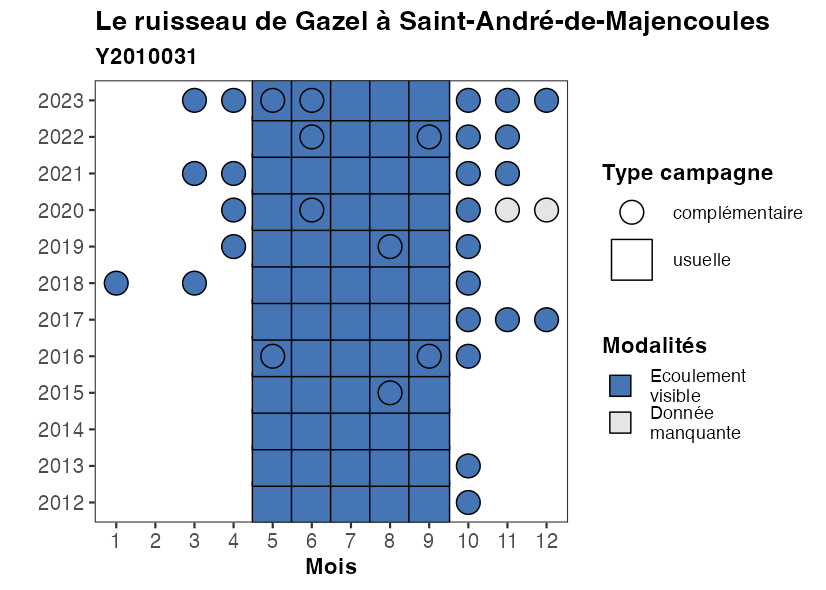 Le ruisseau de Gazel à Saint-André-de-Majencoules
Y2010031
2023
2022
2021
2020
2019
2018
2017
2016
2015
2014
2013
2012
1 2 3 4 5 6 7 8 9 10 11 12
Mois
Type campagne
complémentaire
usuelle
Modalités
Ecoulement
visible
Donnée
manquante